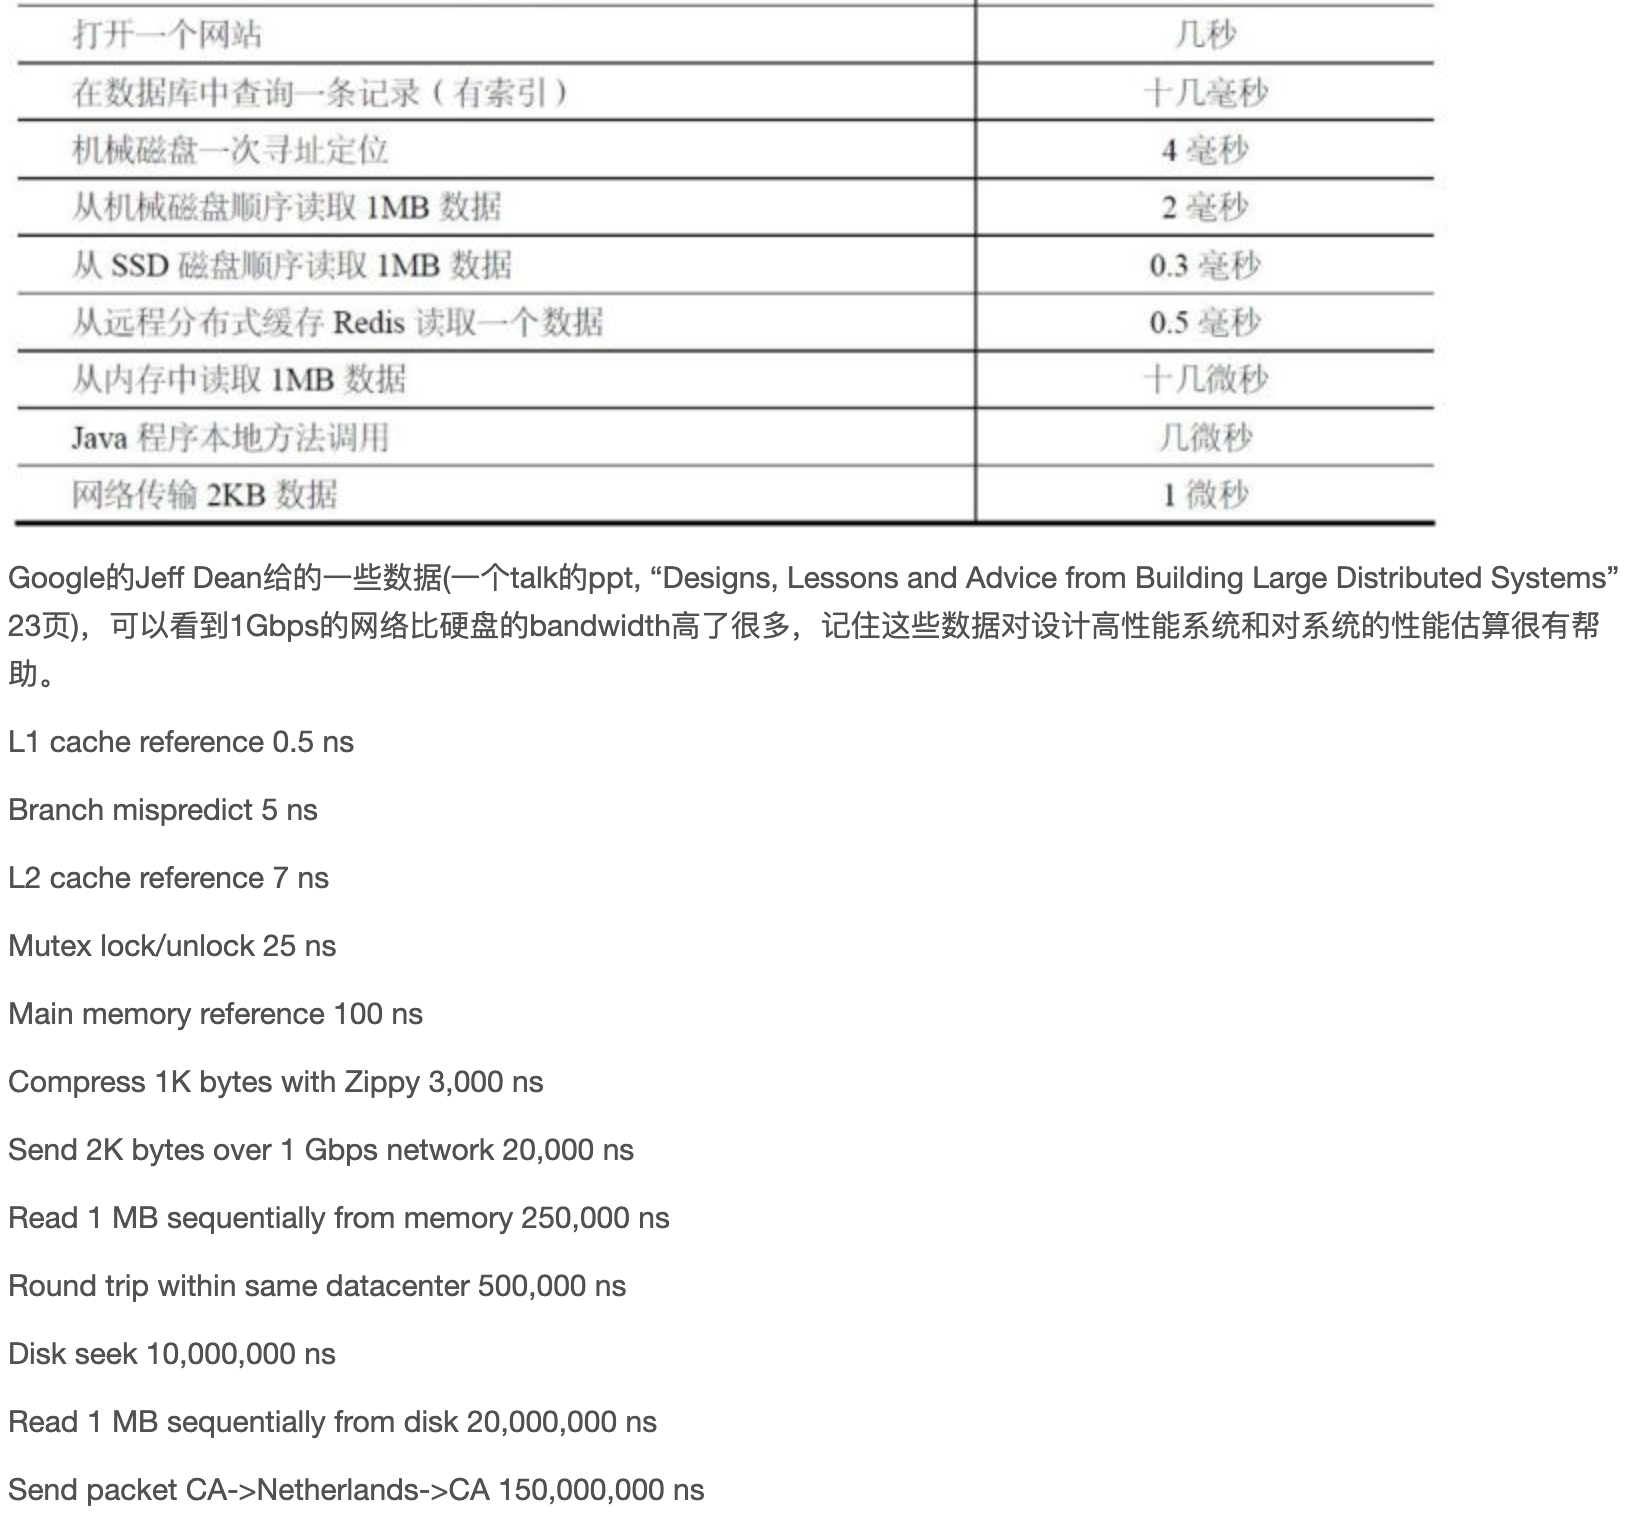 打开一个网站 几秒
在数据库中查询一条记录（有索引） 十几毫秒
机械磁盘一次寻址定位 4 毫秒
从机械磁盘顺序读取 1MB 数据 2 毫秒
从 SSD 磁盘顺序读取 1MB 数据 0.3 毫秒
从远程分布式缓存 Redis 读取一个数据 0.5 毫秒
从内存中读取 1MB 数据 十几微秒
Java 程序本地方法调用 几微秒
网络传输 2KB 数据 1 微秒
Google的Jeff Dean给的一些数据(一个talk的ppt, “Designs, Lessons and Advice from Building Large Distributed Systems”
23页)，可以看到1Gbps的网络比硬盘的bandwidth高了很多，记住这些数据对设计高性能系统和对系统的性能估算很有帮
助。
L1 cache reference 0.5 ns
Branch mispredict 5 ns
L2 cache reference 7 ns
Mutex lock/unlock 25 ns
Main memory reference 100 ns
Compress 1K bytes with Zippy 3,000 ns
Send 2K bytes over 1 Gbps network 20,000 ns
Read 1 MB sequentially from memory 250,000 ns
Round trip within same datacenter 500,000 ns
Disk seek 10,000,000 ns
Read 1 MB sequentially from disk 20,000,000 ns
Send packet CA->Netherlands->CA 150,000,000 ns